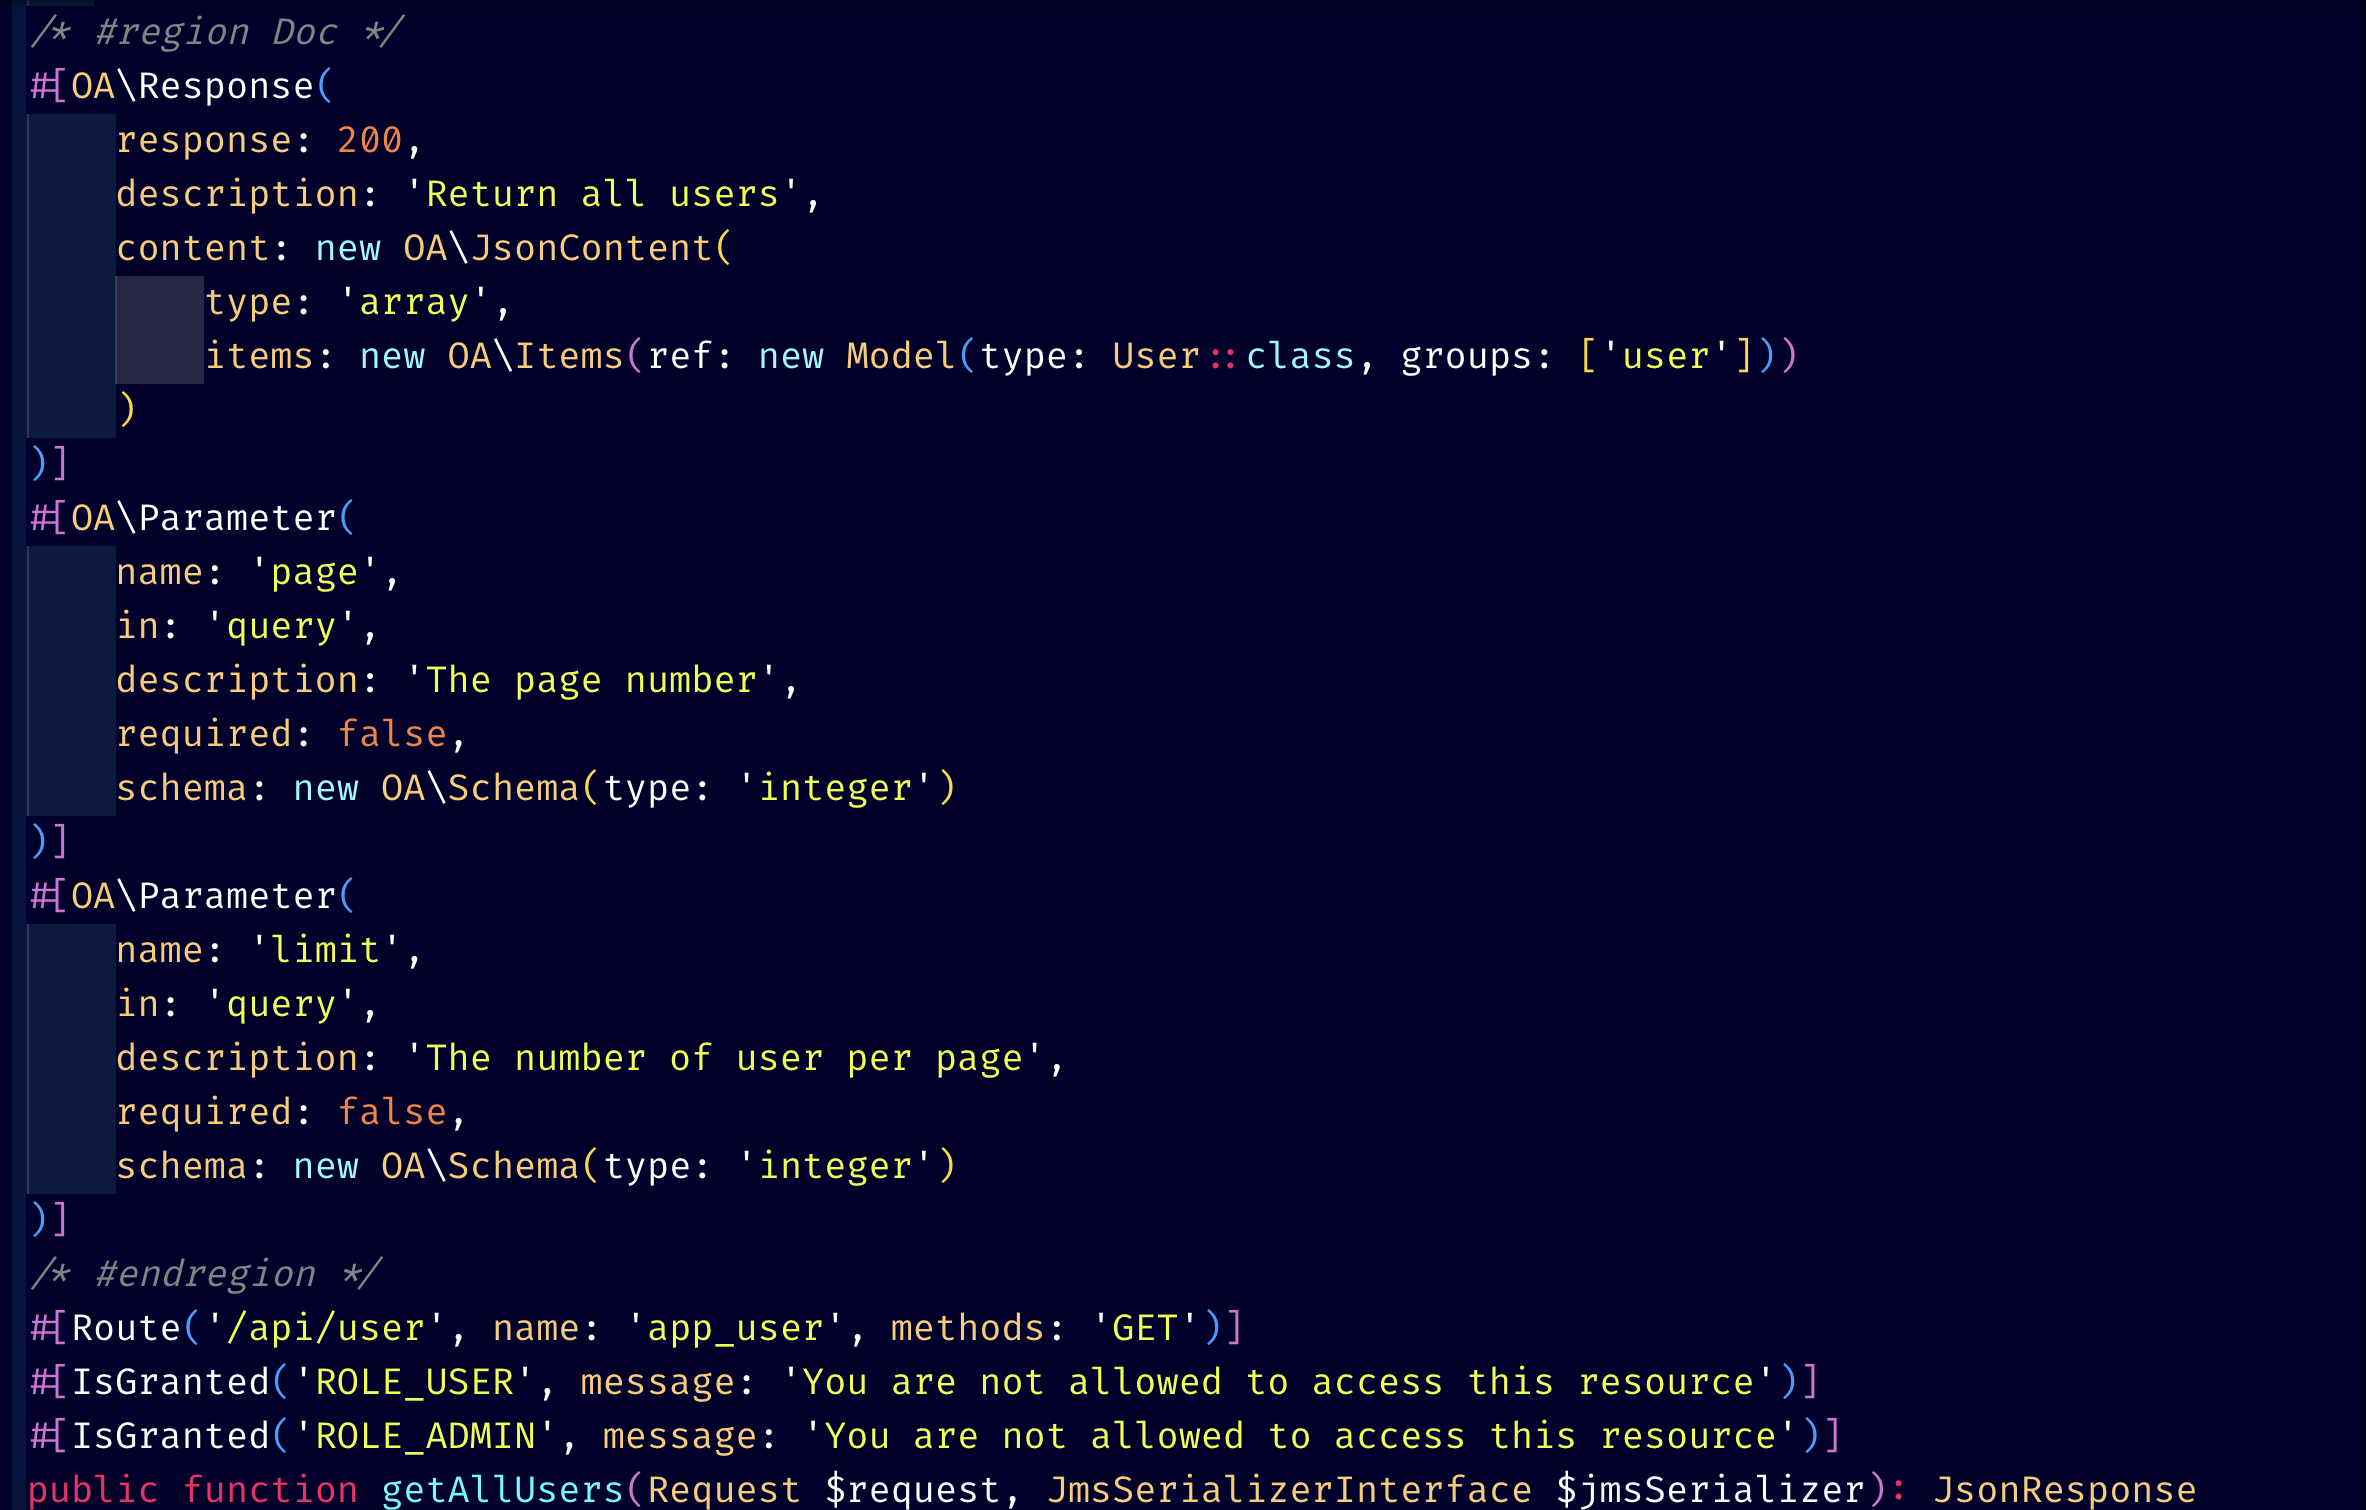 /* #region Doc */
#[OA\Response(
    response: 200,
    description: 'Return all users',
    content: new OA\JsonContent(
        type: 'array',
        items: new OA\Items(ref: new Model(type: User::class, groups: ['user']))
    )
)]
#[OA\Parameter(
    name: 'page',
    in: 'query',
    description: 'The page number',
    required: false,
    schema: new OA\Schema(type: 'integer')
)]
#[OA\Parameter(
    name: 'limit',
    in: 'query',
    description: 'The number of user per page',
    required: false,
    schema: new OA\Schema(type: 'integer')
)]
/* #endregion */
#[Route('/api/user', name: 'app_user', methods: 'GET')]
#[IsGranted('ROLE_USER', message: 'You are not allowed to access this resource')]
#[IsGranted('ROLE_ADMIN', message: 'You are not allowed to access this resource')]
public function getAllUsers(Request $request, JmsSerializerInterface $jmsSerializer): JsonResponse